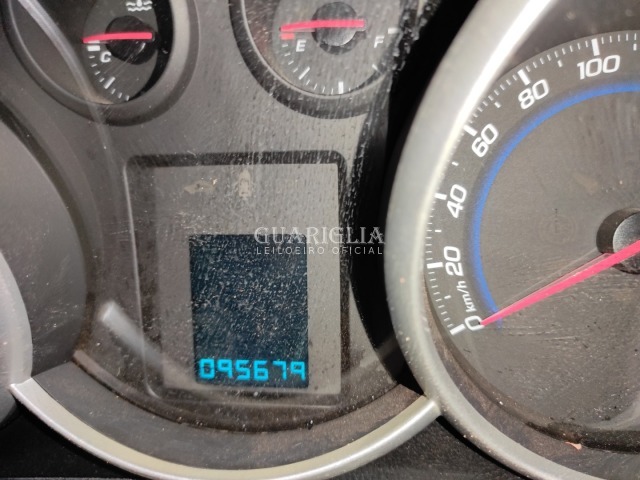 C
E F
100
80
60
40
20
0
km/h
GUARIGLIA
LEILOEIRO OFICIAL
095679